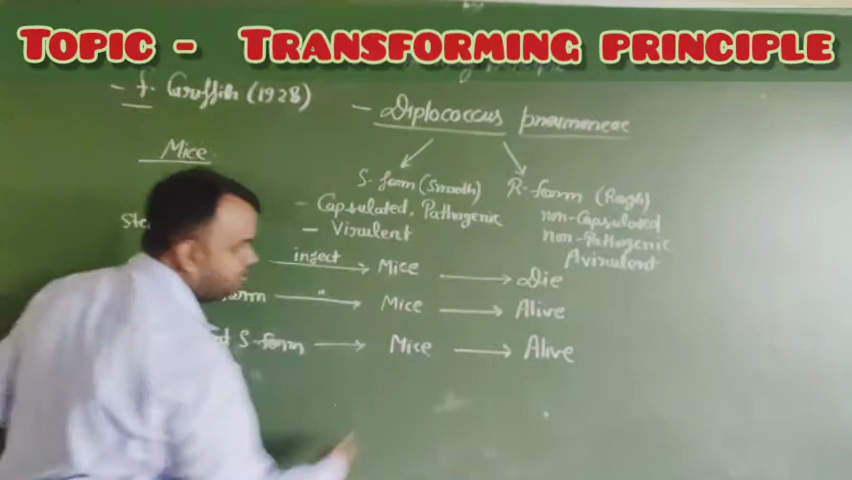 TOPIC - TRANSFORMING PRINCIPLE
- F. Griffith (1928)
- Diplococcus pneumoneae
Mice
S-form (Smooth)
R-form (Rough)
- Capsulated, Pathogenic
- Virulent
non-Capsulated
non-Pathogenic
Avirulent
inject → Mice → Die
→ Mice → Alive
S-form → Mice → Alive